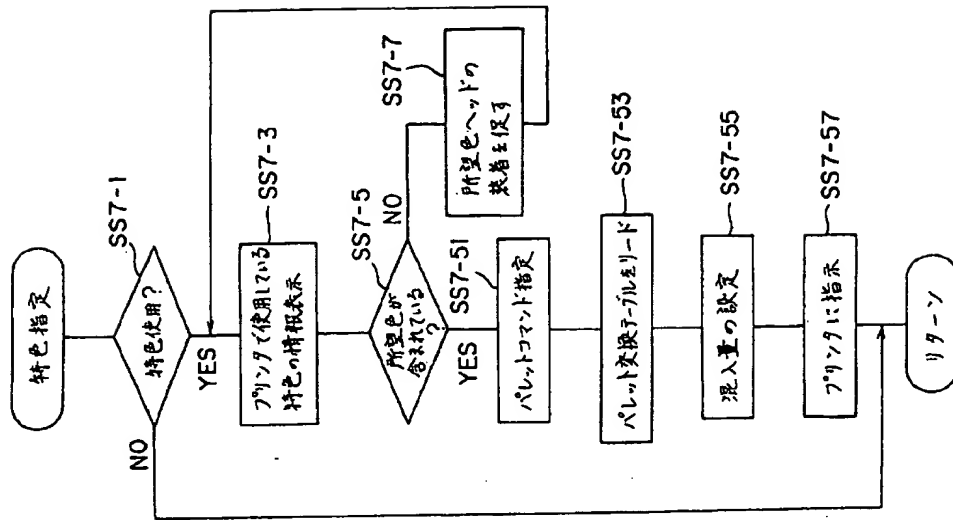 特色指定
SS7-1
特色使用?
NO
YES
SS7-3
プリンタで使用している
特色の情報表示
SS7-5
所望色が
含まれている
?
NO
YES
SS7-7
所望色ヘッドの
装着を促す
SS7-51
パレットコマンド指定
SS7-53
パレット変換テーブルをリード
SS7-55
混入量の設定
SS7-57
プリンタに指示
リターン